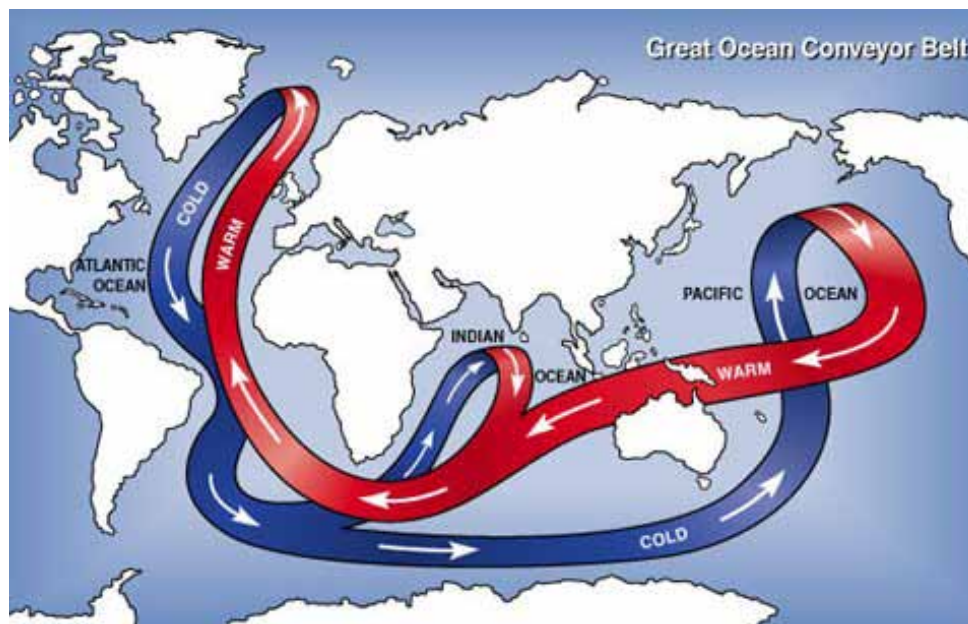 Great Ocean Conveyor Belt
COLD
WARM
ATLANTIC
OCEAN
PACIFIC OCEAN
INDIAN
OCEAN
WARM
COLD